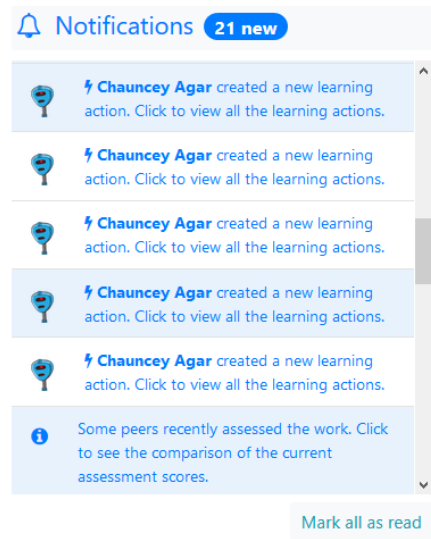 Notifications 21 new
Chauncey Agar created a new learning
action. Click to view all the learning actions.
Chauncey Agar created a new learning
action. Click to view all the learning actions.
Chauncey Agar created a new learning
action. Click to view all the learning actions.
Chauncey Agar created a new learning
action. Click to view all the learning actions.
Chauncey Agar created a new learning
action. Click to view all the learning actions.
Some peers recently assessed the work. Click
to see the comparison of the current
assessment scores.
Mark all as read